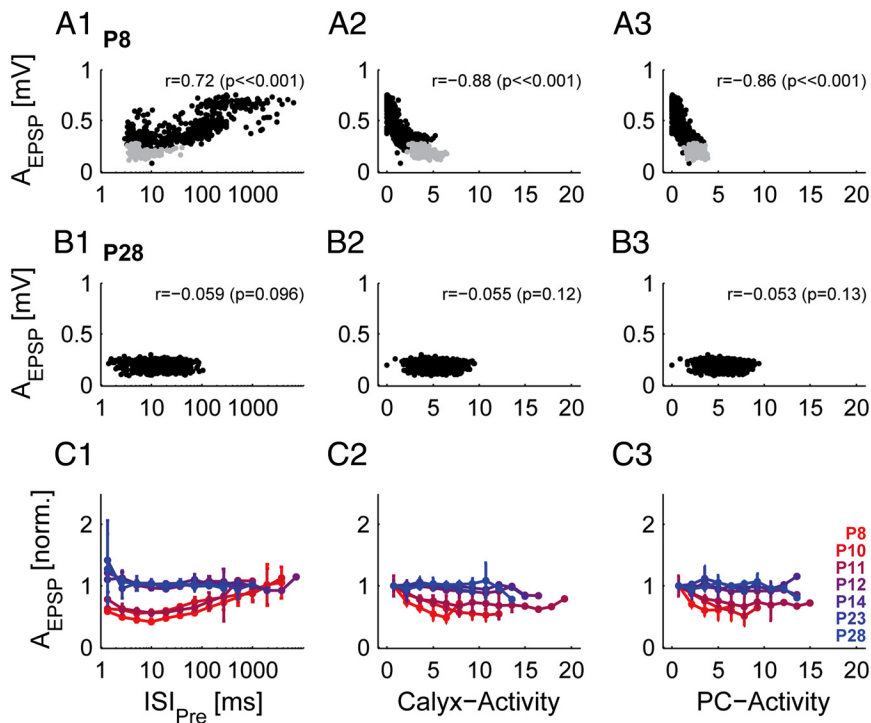 A1
P8
A2
A3
r=0.72 (p<<0.001)
r=−0.88 (p<<0.001)
r=−0.86 (p<<0.001)
A_EPSP [mV]
1
0.5
0
1 10 100 1000
0 5 10 15 20
0 5 10 15 20
B1
P28
B2
B3
r=−0.059 (p=0.096)
r=−0.055 (p=0.12)
r=−0.053 (p=0.13)
A_EPSP [mV]
1
0.5
0
1 10 100 1000
0 5 10 15 20
0 5 10 15 20
C1
C2
C3
A_EPSP [norm.]
2
1
0
P8
P10
P11
P12
P14
P23
P28
1 10 100 1000
0 5 10 15 20
0 5 10 15 20
ISI_Pre [ms]
Calyx−Activity
PC−Activity